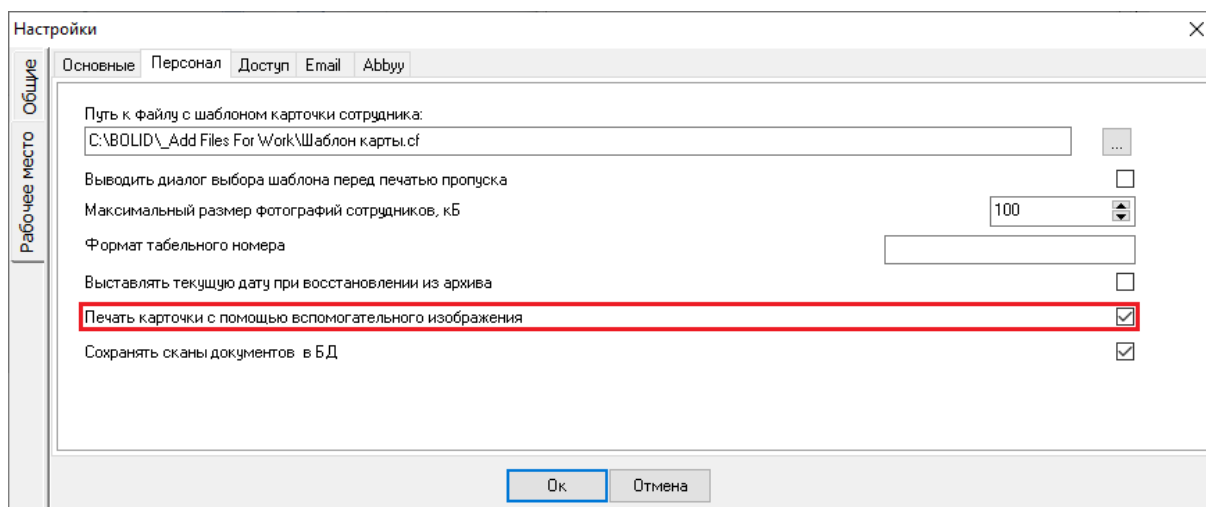 Настройки
Общие
Рабочее место
Основные Персонал Доступ Email Abbyy
Путь к файлу с шаблоном карточки сотрудника:
C:\BOLID\_Add Files For Work\Шаблон карты.cf ...
Выводить диалог выбора шаблона перед печатью пропуска
Максимальный размер фотографий сотрудников, кБ 100
Формат табельного номера
Выставлять текущую дату при восстановлении из архива
Печать карточки с помощью вспомогательного изображения
Сохранять сканы документов в БД
Ок Отмена